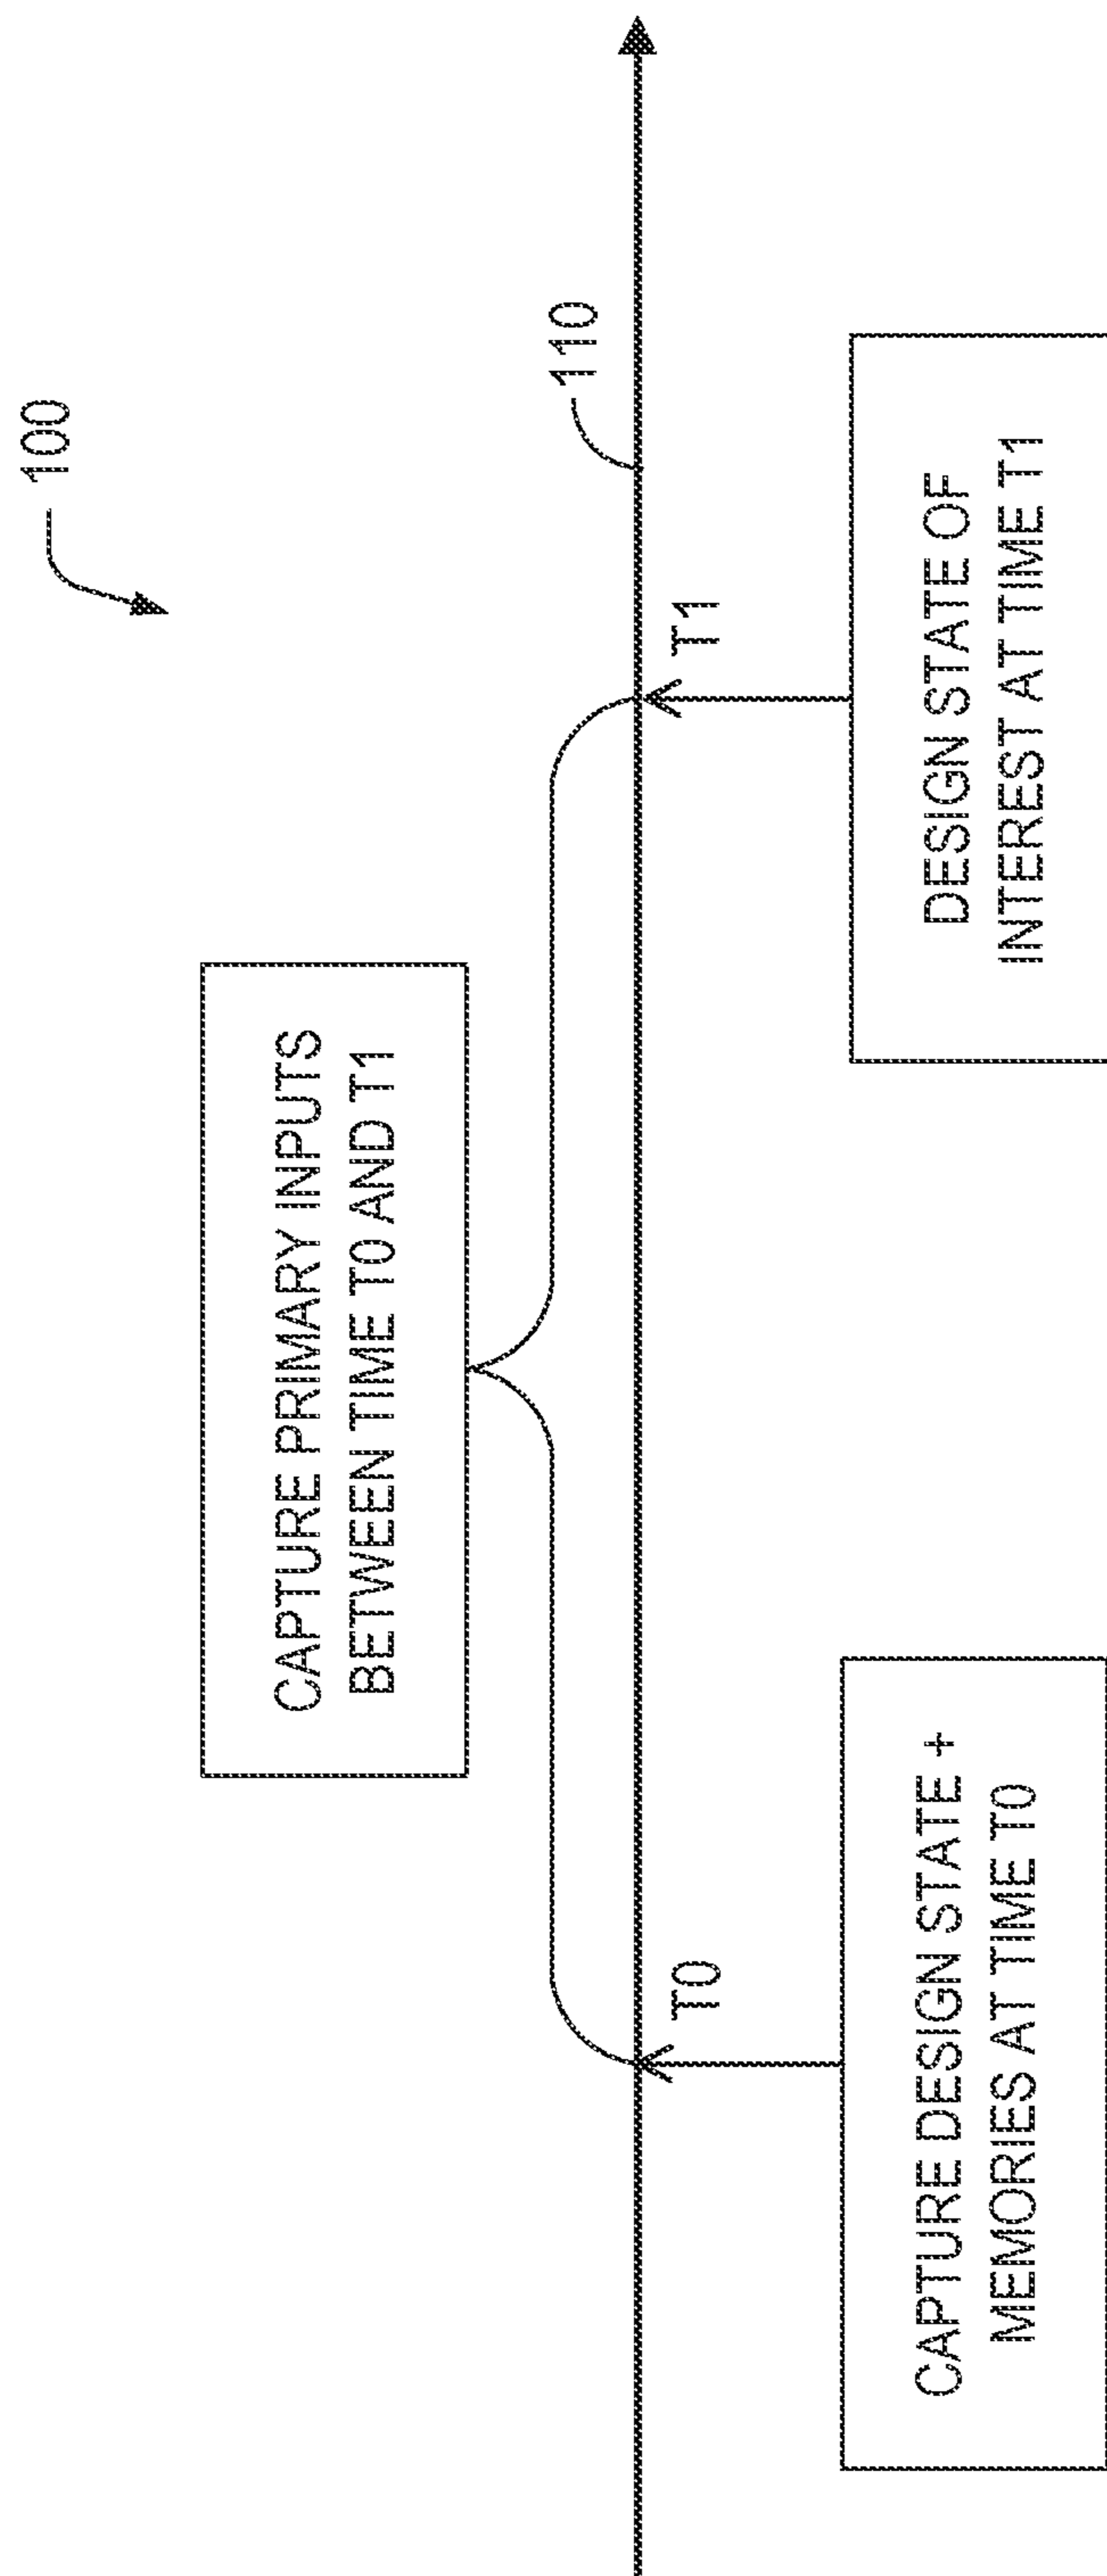 100
CAPTURE PRIMARY INPUTS
BETWEEN TIME T0 AND T1
110
T0
T1
CAPTURE DESIGN STATE +
MEMORIES AT TIME T0
DESIGN STATE OF
INTEREST AT TIME T1